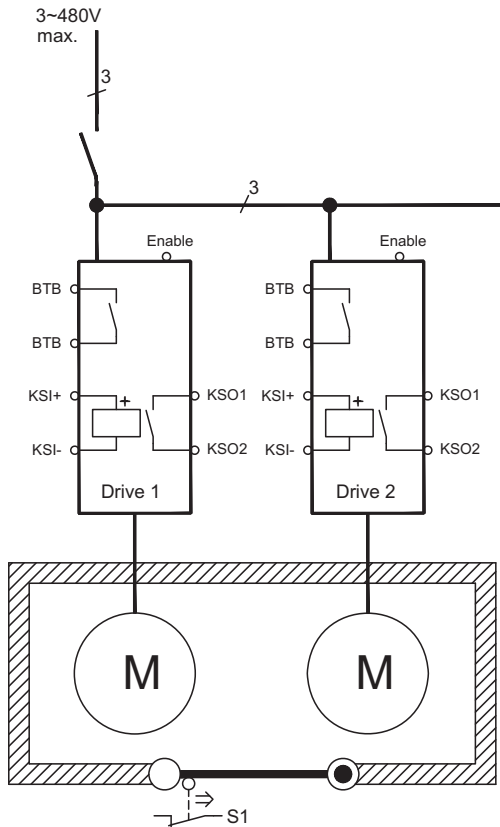 3~480V
max.
3
3
Enable
Enable
BTB
BTB
BTB
BTB
KSI+
+
KSO1
KSI+
+
KSO1
KSI-
KSO2
KSI-
KSO2
Drive 1
Drive 2
M
M
S1